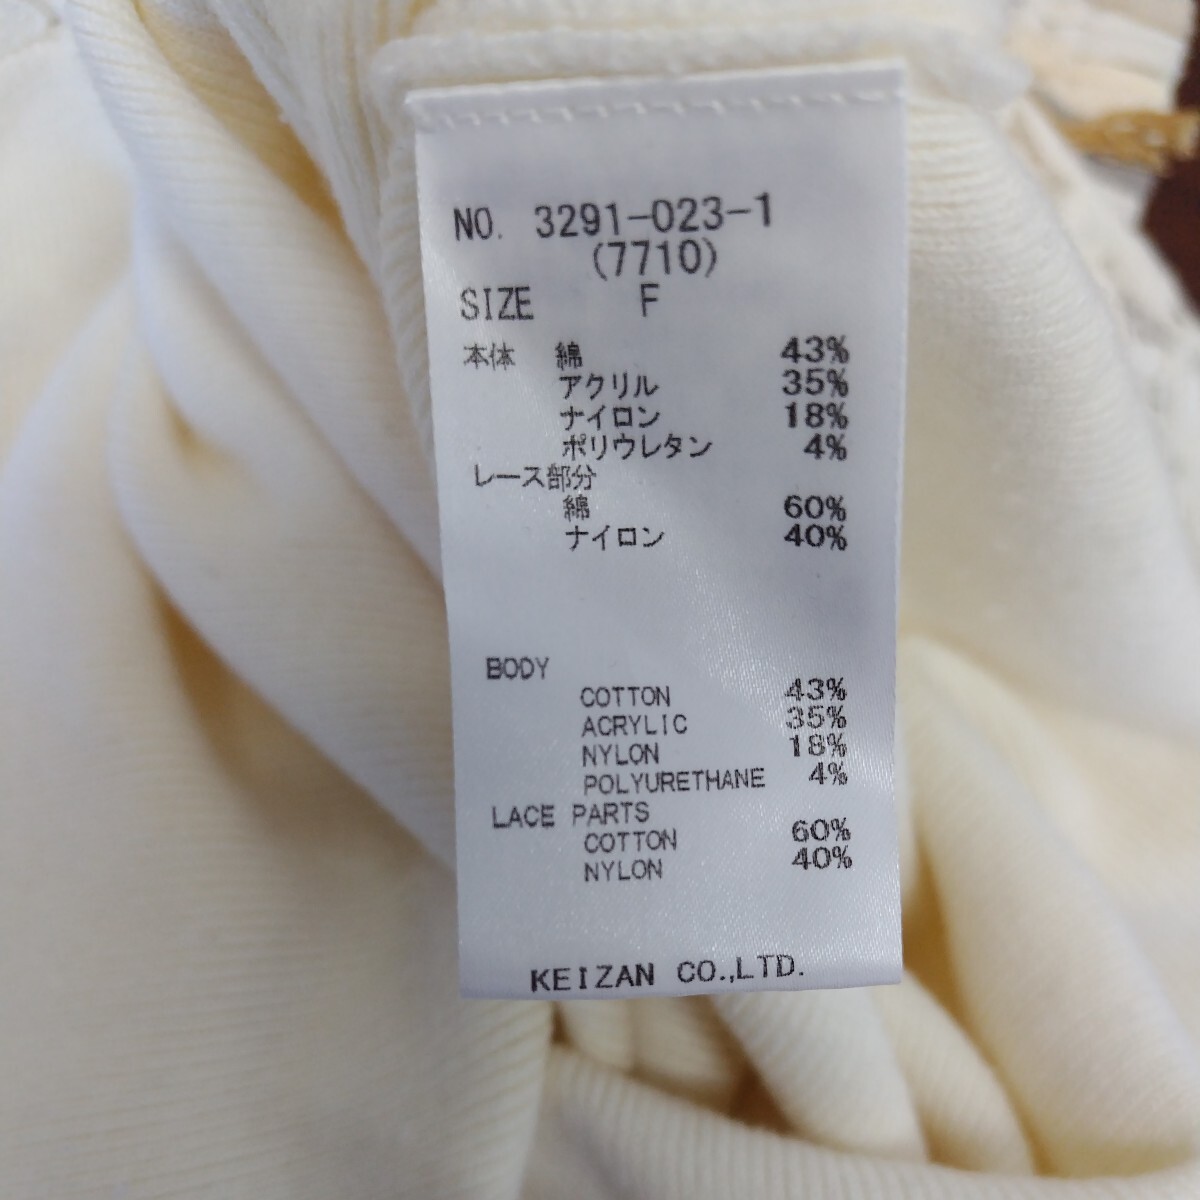 NO. 3291-023-1
(7710)
SIZE F
本体 綿 43%
アクリル 35%
ナイロン 18%
ポリウレタン 4%
レース部分
綿 60%
ナイロン 40%
BODY
COTTON 43%
ACRYLIC 35%
NYLON 18%
POLYURETHANE 4%
LACE PARTS
COTTON 60%
NYLON 40%
KEIZAN CO.,LTD.